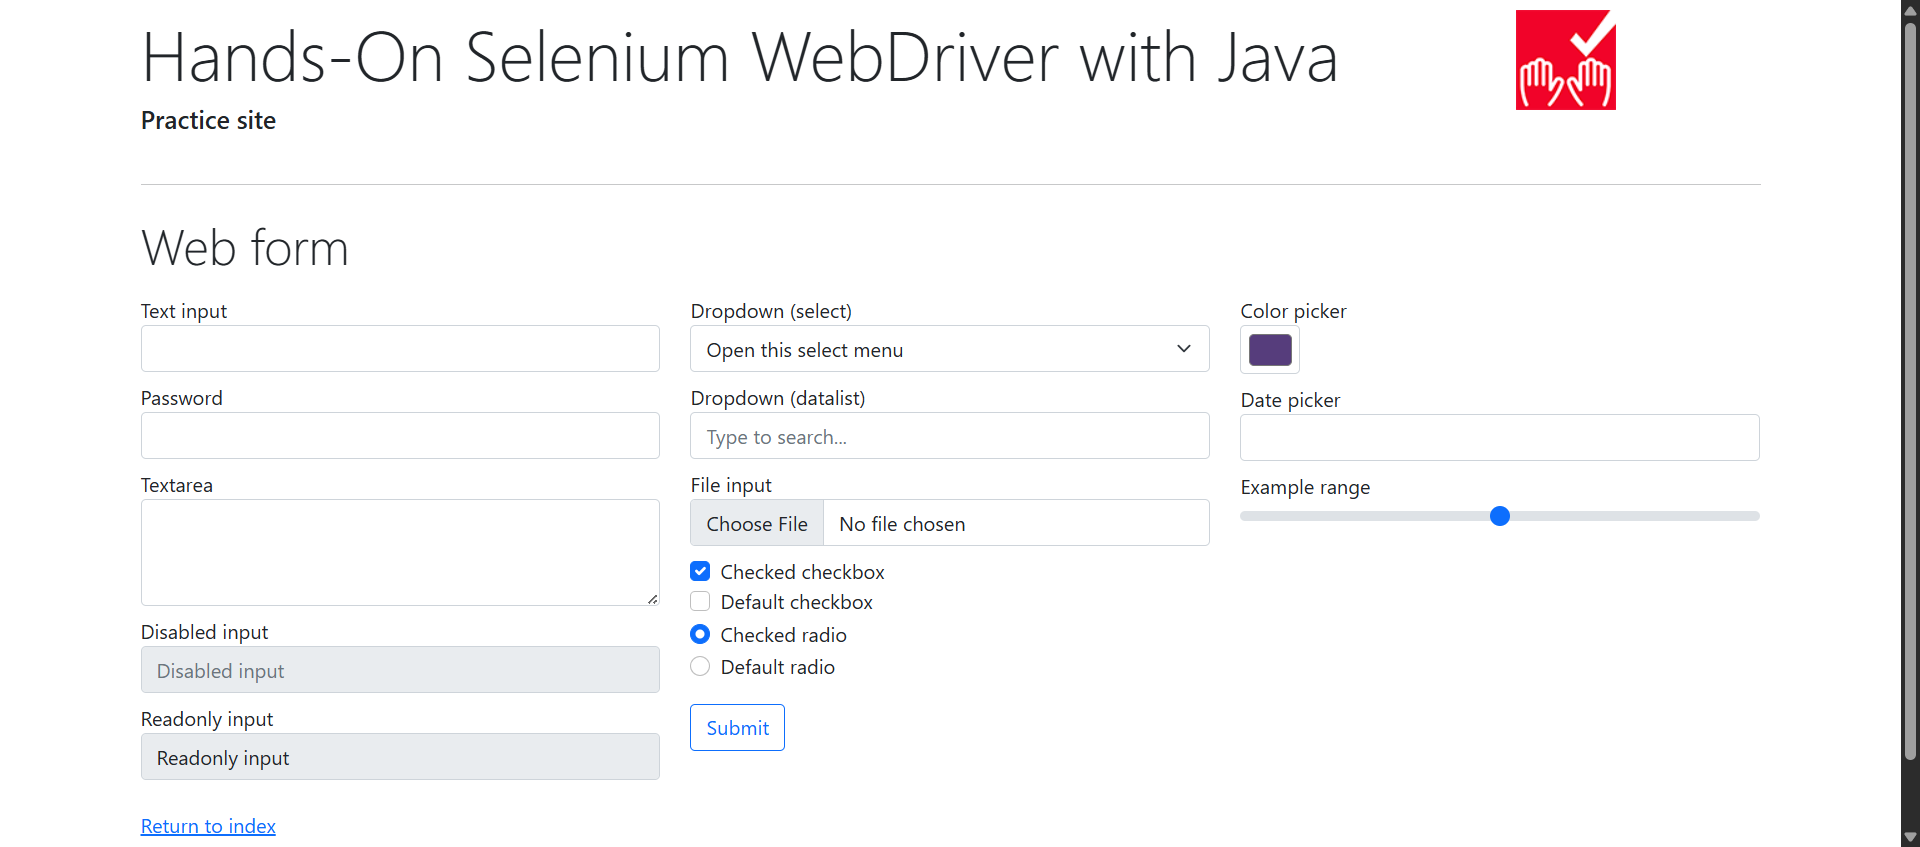 Hands-On Selenium WebDriver with Java
Practice site
Web form
Text input
Password
Textarea
Disabled input
Disabled input
Readonly input
Readonly input
Return to index
Dropdown (select)
Open this select menu
Dropdown (datalist)
Type to search...
File input
Choose File No file chosen
Checked checkbox
Default checkbox
Checked radio
Default radio
Submit
Color picker
Date picker
Example range